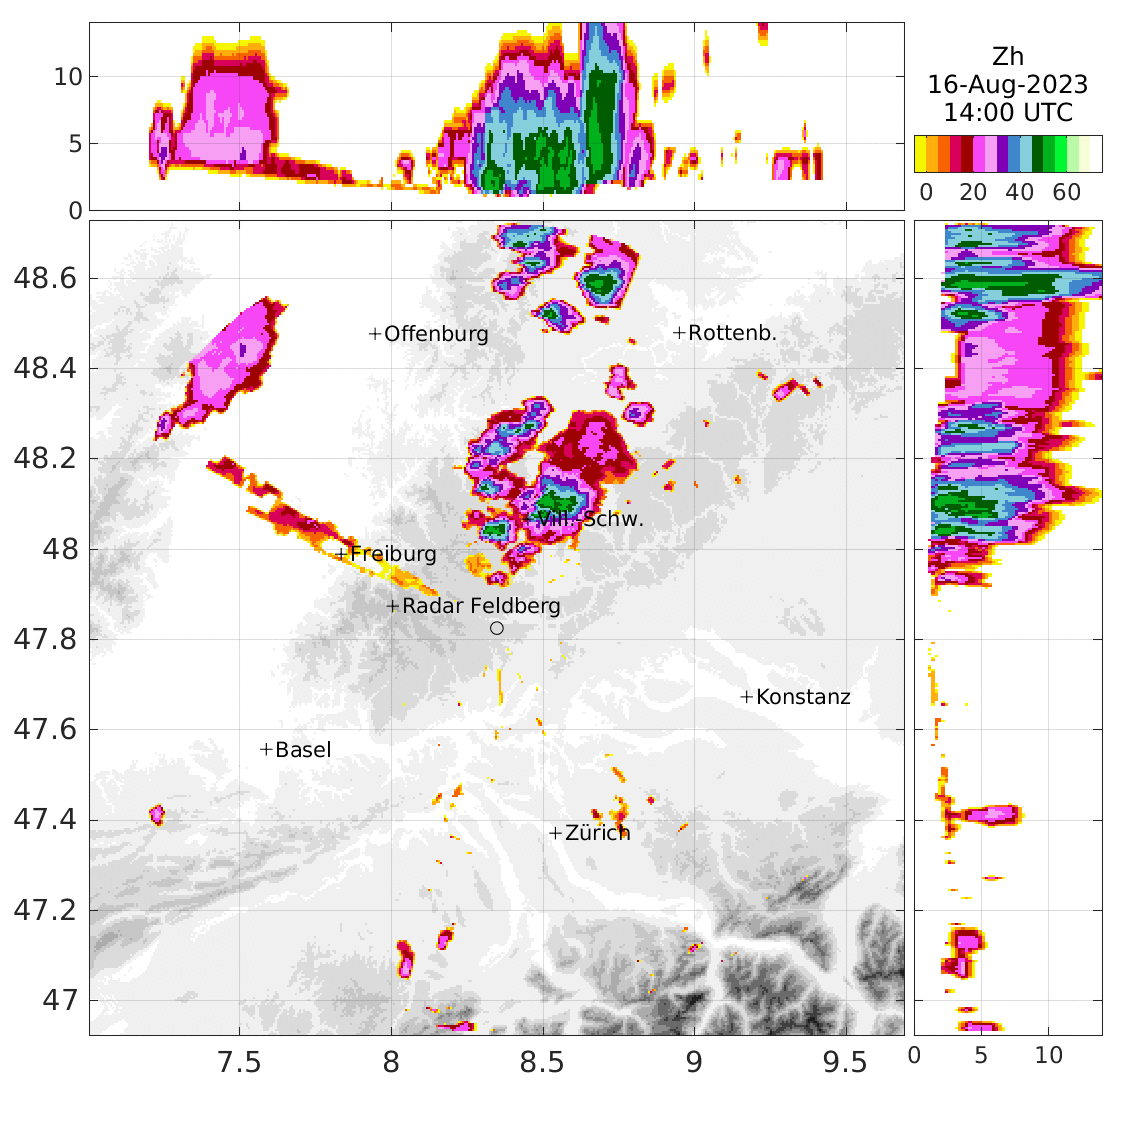 10
5
0
Zh
16-Aug-2023
14:00 UTC
0 20 40 60
48.6
48.4
48.2
48
47.8
47.6
47.4
47.2
47
+Offenburg
+Rottenb.
+Vill.-Schw.
+Freiburg
+Radar Feldberg
+Konstanz
+Basel
+Zürich
7.5 8 8.5 9 9.5
0 5 10